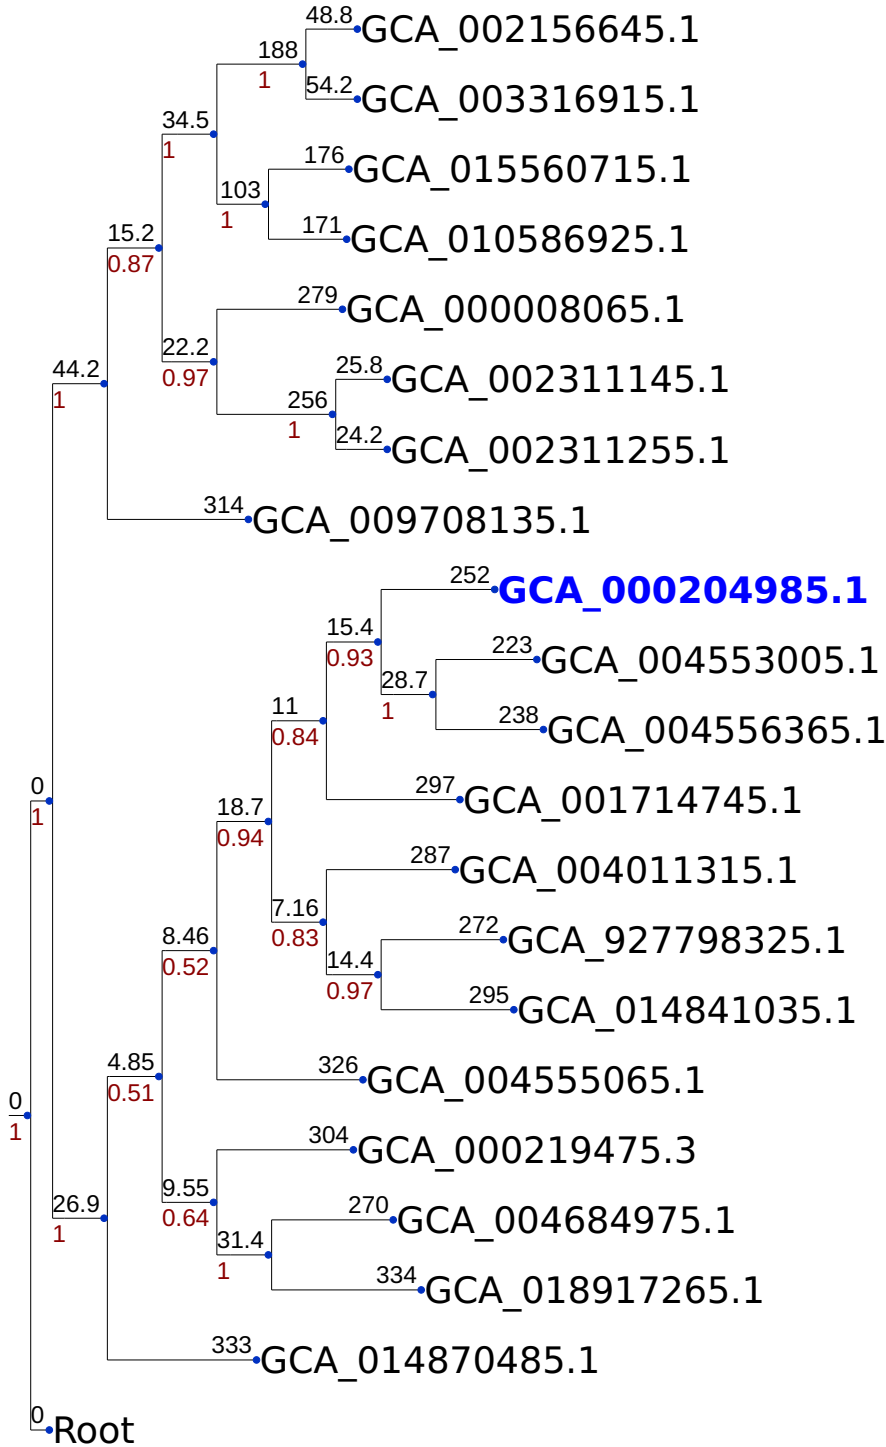 48.8 GCA_002156645.1
188
1
54.2 GCA_003316915.1
34.5
1
176 GCA_015560715.1
103
1
171 GCA_010586925.1
15.2
0.87
279 GCA_000008065.1
22.2
0.97
25.8 GCA_002311145.1
256
1
24.2 GCA_002311255.1
44.2
1
314 GCA_009708135.1
252 GCA_000204985.1
15.4
0.93
223 GCA_004553005.1
28.7
1
238 GCA_004556365.1
11
0.84
297 GCA_001714745.1
0
1
18.7
0.94
287 GCA_004011315.1
7.16
0.83
272 GCA_927798325.1
14.4
0.97
295 GCA_014841035.1
8.46
0.52
326 GCA_004555065.1
4.85
0.51
0
1
304 GCA_000219475.3
9.55
0.64
270 GCA_004684975.1
31.4
1
334 GCA_018917265.1
26.9
1
333 GCA_014870485.1
0 Root